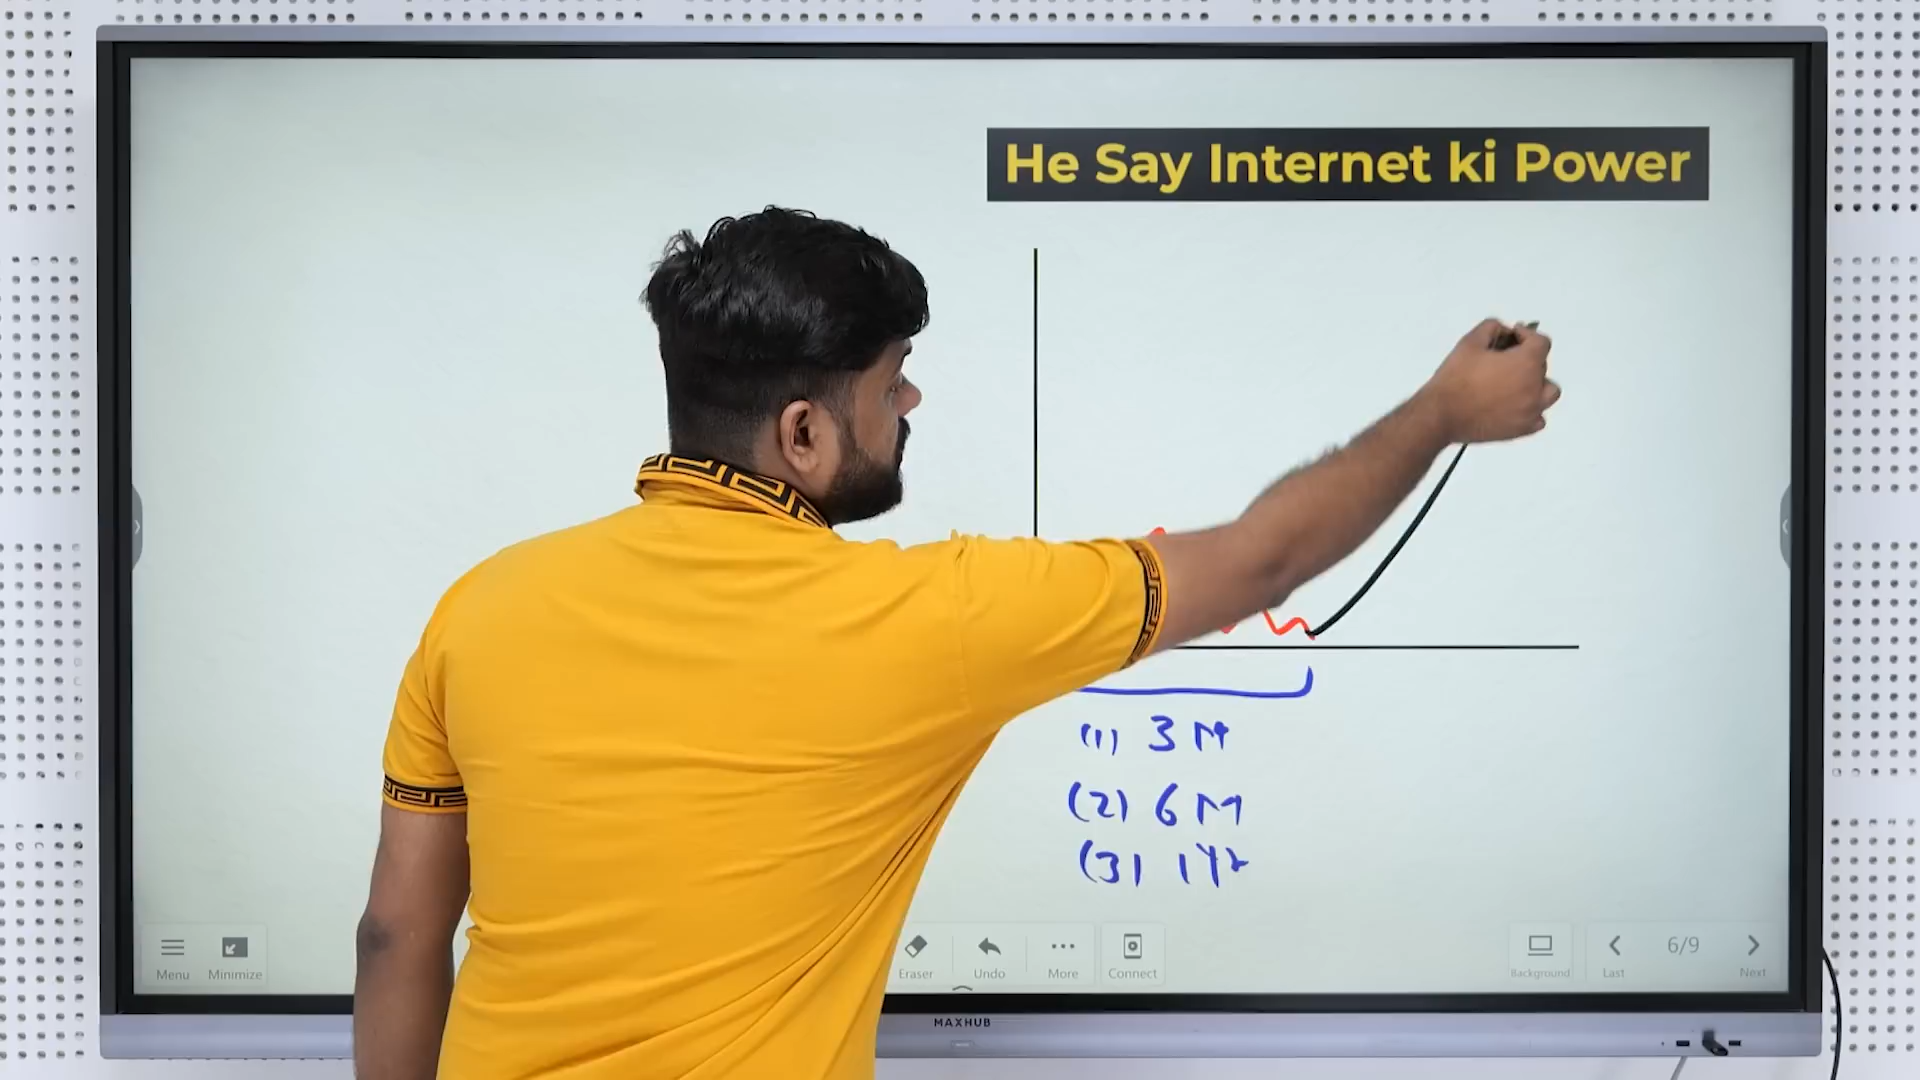 He Say Internet ki Power
(1) 3 M
(2) 6 M
(3) 1 Yr
Menu
Minimize
Eraser
Undo
More
Connect
Background
Last
6/9
Next
MAXHUB